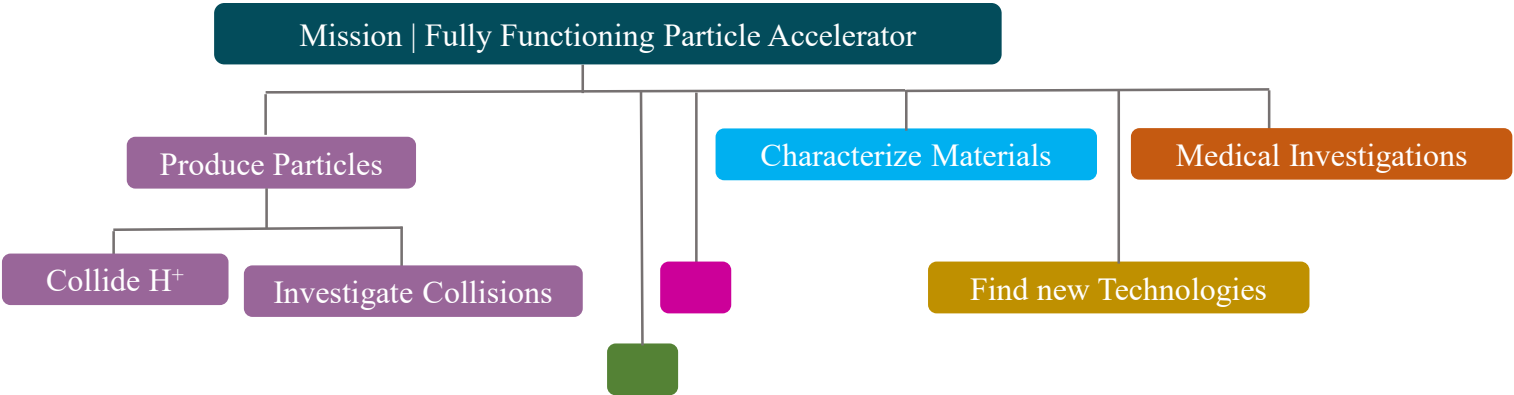 Mission | Fully Functioning Particle Accelerator
Produce Particles
Characterize Materials
Medical Investigations
Collide H⁺
Investigate Collisions
Find new Technologies